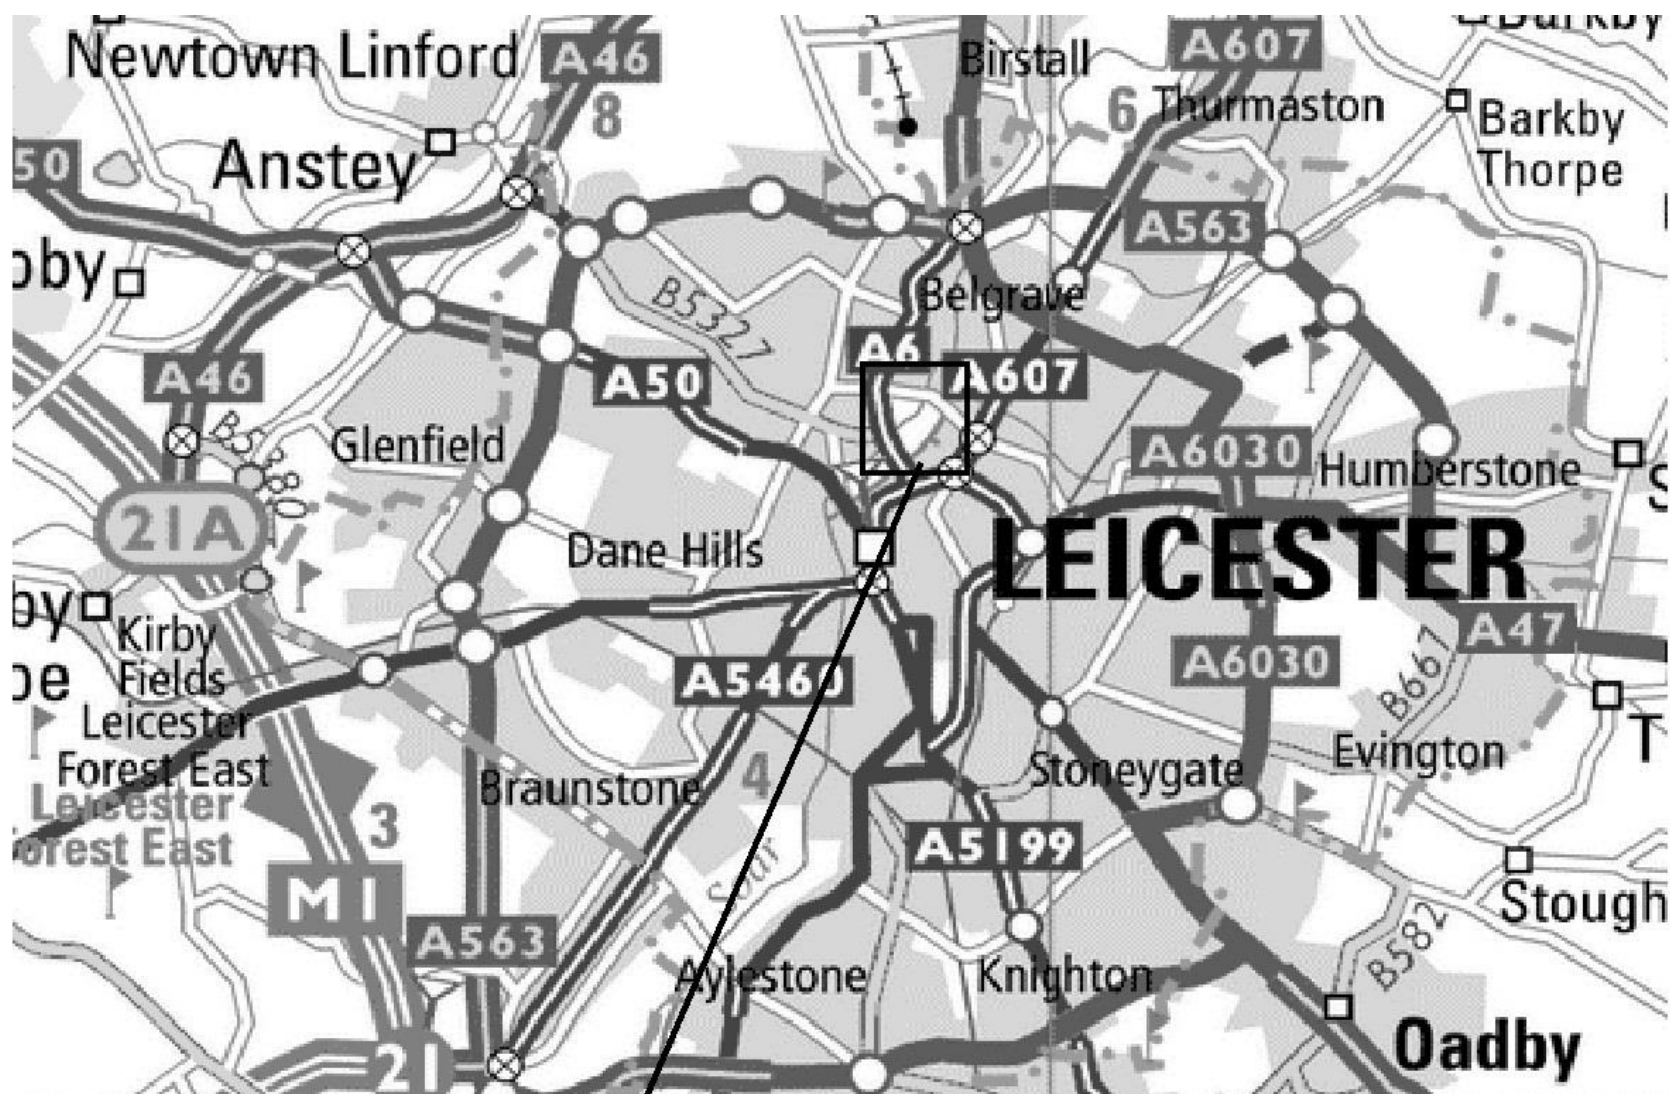 Newtown Linford
A46
Birstall
A607
8
6
Thurmaston
Barkby
Thorpe
50
Anstey
A563
Belgrave
B5327
A6
A46
A50
A607
Glenfield
A6030
Humberstone
21A
Dane Hills
LEICESTER
Kirby
Fields
A47
A6030
B667
A5460
Leicester
Forest East
Leicester
orest East
3
Braunstone
4
Stoneygate
Evington
A5199
Soar
M1
Stough
A563
B582
Aylestone
Knighton
Oadby
21